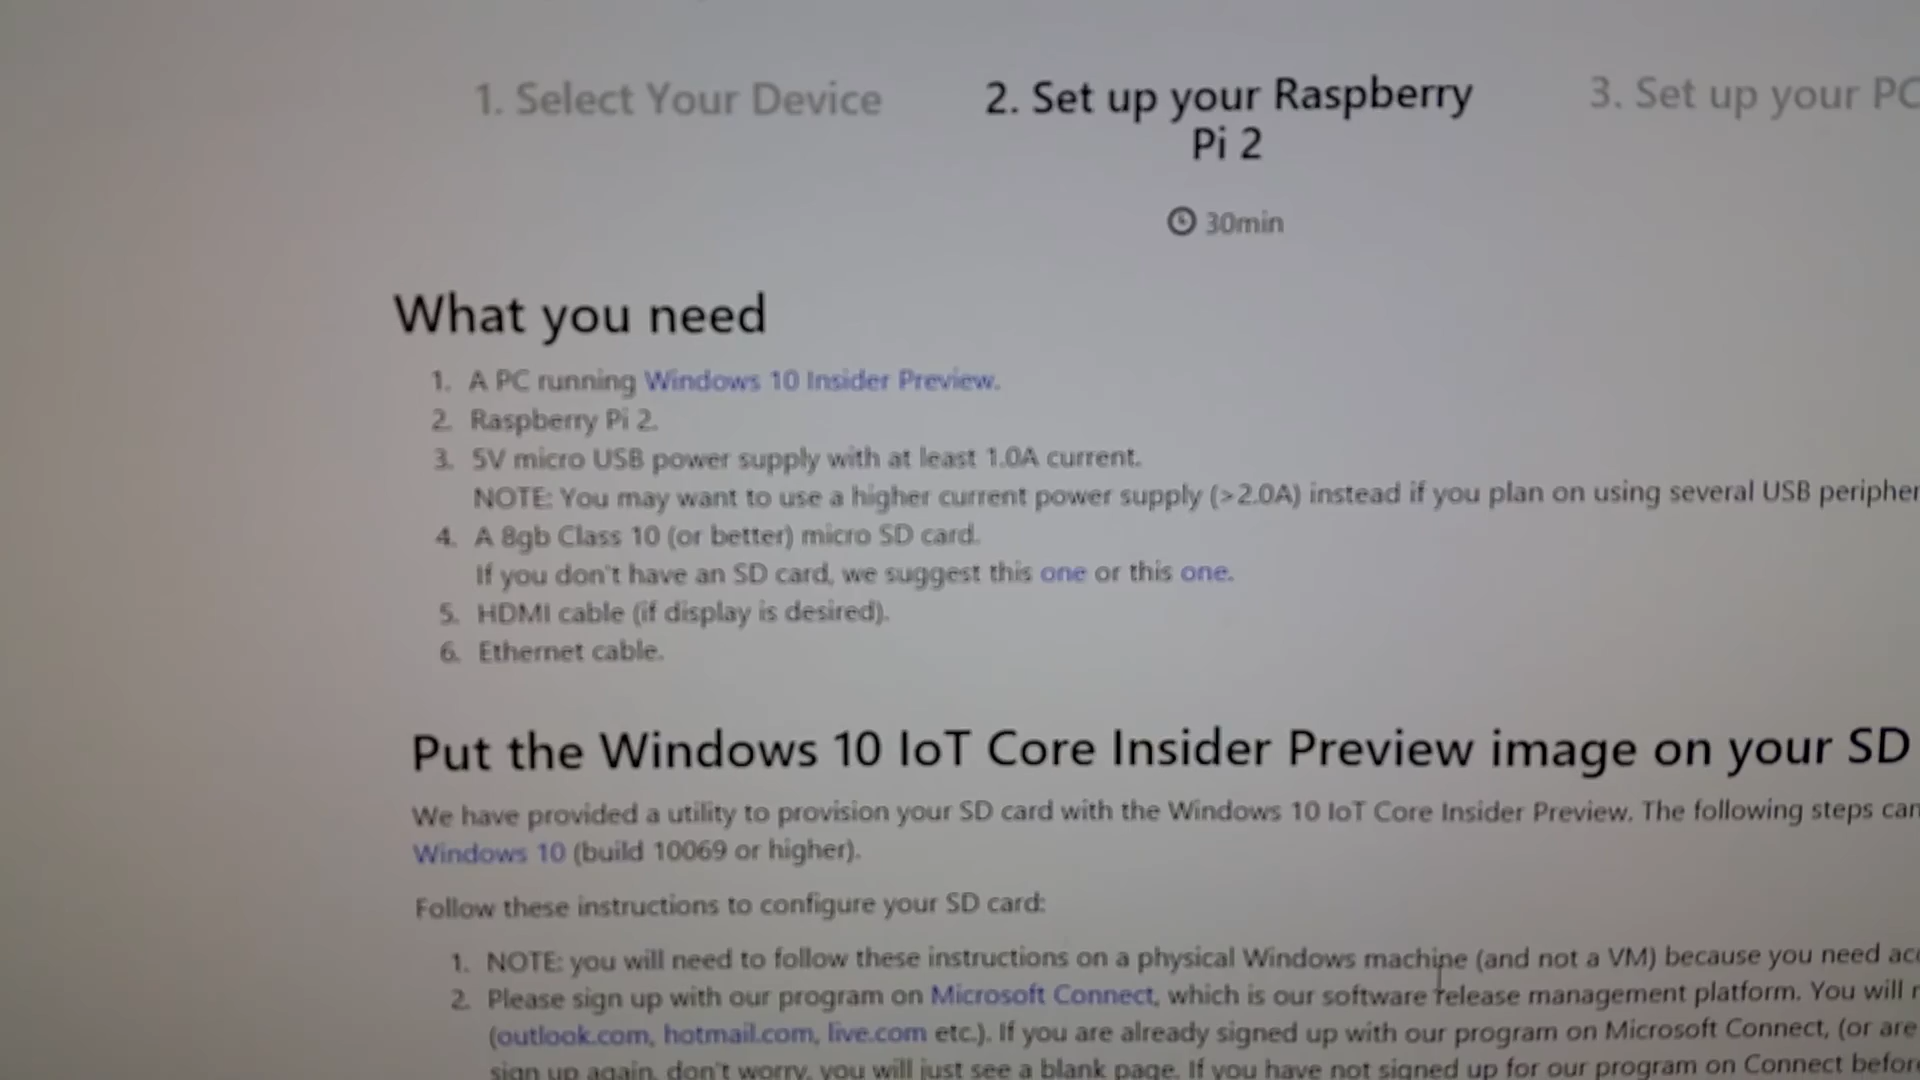 1. Select Your Device
2. Set up your Raspberry
Pi 2
3. Set up your PC
30min
What you need
1. A PC running Windows 10 Insider Preview.
2. Raspberry Pi 2.
3. 5V micro USB power supply with at least 1.0A current.
NOTE: You may want to use a higher current power supply (>2.0A) instead if you plan on using several USB peripher
4. A 8gb Class 10 (or better) micro SD card.
If you don't have an SD card, we suggest this one or this one.
5. HDMI cable (if display is desired).
6. Ethernet cable.
Put the Windows 10 IoT Core Insider Preview image on your SD
We have provided a utility to provision your SD card with the Windows 10 IoT Core Insider Preview. The following steps can
Windows 10 (build 10069 or higher).
Follow these instructions to configure your SD card:
1. NOTE: you will need to follow these instructions on a physical Windows machine (and not a VM) because you need acc
2. Please sign up with our program on Microsoft Connect, which is our software release management platform. You will
(outlook.com, hotmail.com, live.com etc.). If you are already signed up with our program on Microsoft Connect, (or are
sign up again, don't worry, you will just see a blank page. If you have not signed up for our program on Connect before